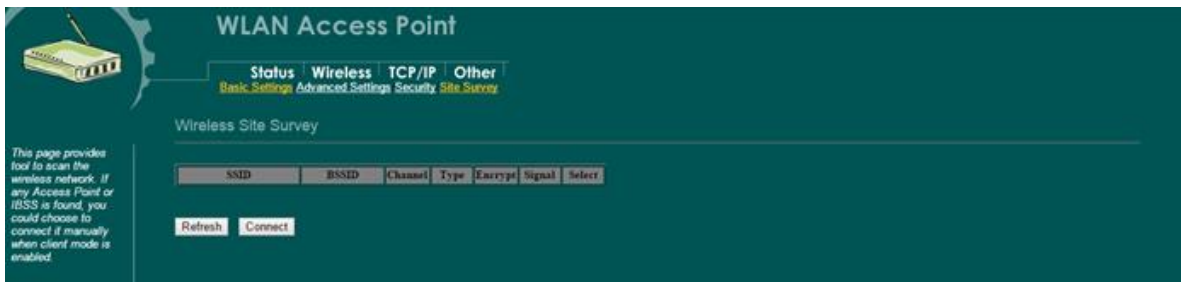 WLAN Access Point
Status Wireless TCP/IP Other
Basic Settings Advanced Settings Security Site Survey
Wireless Site Survey
This page provides
tool to scan the
wireless network. If
any Access Point or
IBSS is found, you
could choose to
connect it manually
when client mode is
enabled.
SSID BSSID Channel Type Encrypt Signal Select
Refresh Connect